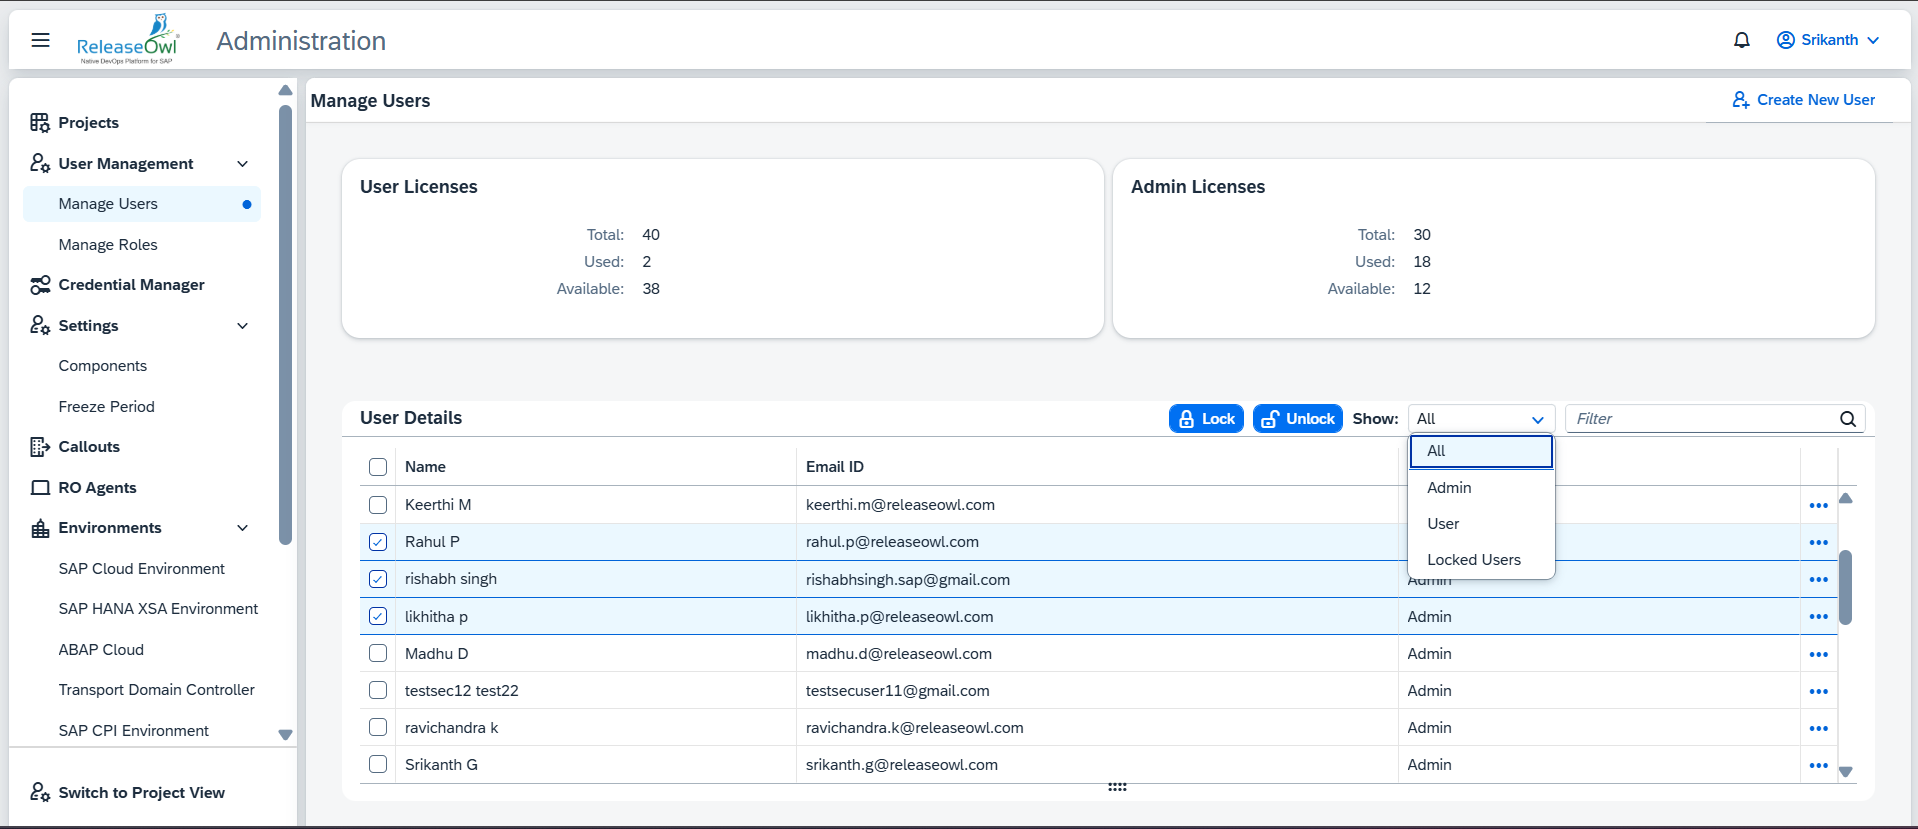 ReleaseOwl
Native DevOps Platform for SAP
Administration
Srikanth
Projects
User Management
Manage Users
Manage Roles
Credential Manager
Settings
Components
Freeze Period
Callouts
RO Agents
Environments
SAP Cloud Environment
SAP HANA XSA Environment
ABAP Cloud
Transport Domain Controller
SAP CPI Environment
Switch to Project View
Manage Users
Create New User
User Licenses
Total: 40
Used: 2
Available: 38
Admin Licenses
Total: 30
Used: 18
Available: 12
User Details
Lock Unlock Show: All Filter
All
Admin
User
Locked Users
Name Email ID
Keerthi M keerthi.m@releaseowl.com
Rahul P rahul.p@releaseowl.com
rishabh singh rishabhsingh.sap@gmail.com Admin
likhitha p likhitha.p@releaseowl.com Admin
Madhu D madhu.d@releaseowl.com Admin
testsec12 test22 testsecuser11@gmail.com Admin
ravichandra k ravichandra.k@releaseowl.com Admin
Srikanth G srikanth.g@releaseowl.com Admin